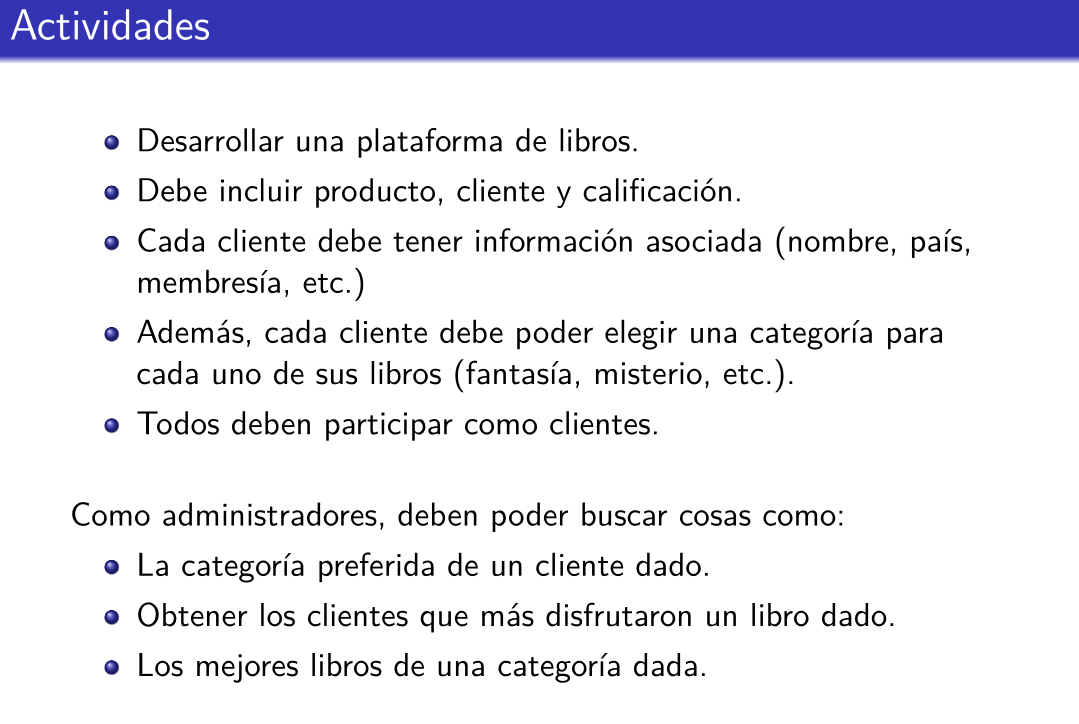 Actividades
Desarrollar una plataforma de libros.
Debe incluir producto, cliente y calificación.
Cada cliente debe tener información asociada (nombre, país,
membresía, etc.)
Además, cada cliente debe poder elegir una categoría para
cada uno de sus libros (fantasía, misterio, etc.).
Todos deben participar como clientes.
Como administradores, deben poder buscar cosas como:
La categoría preferida de un cliente dado.
Obtener los clientes que más disfrutaron un libro dado.
Los mejores libros de una categoría dada.